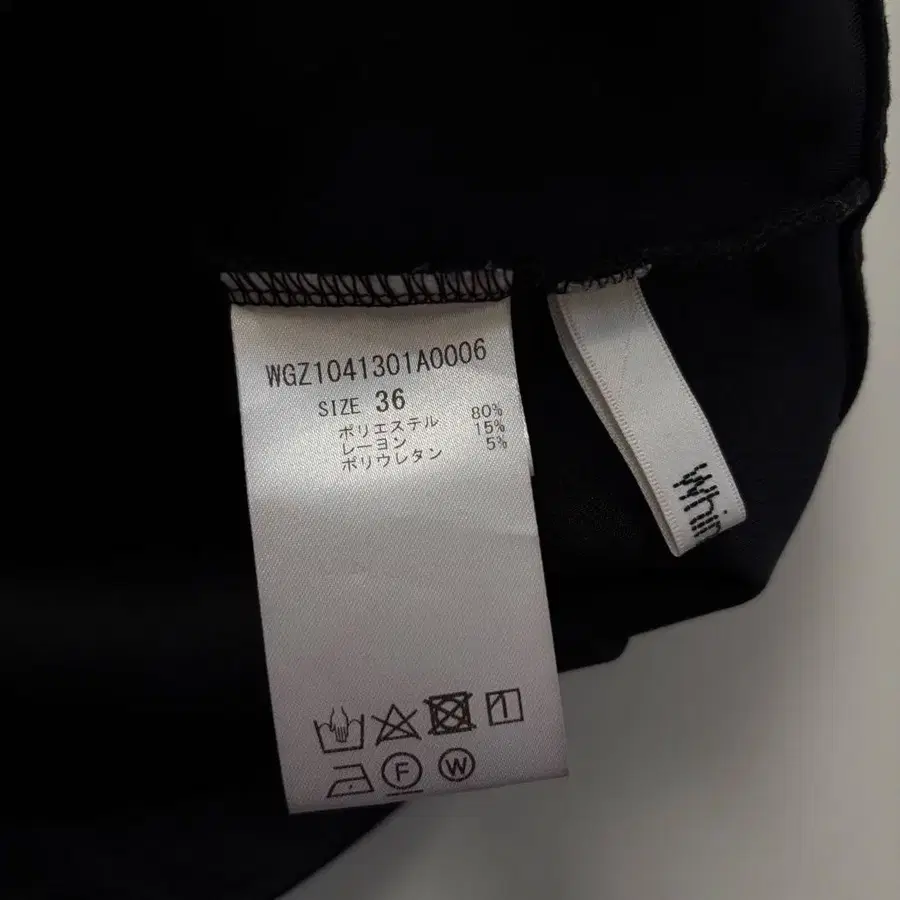 WGZ1041301A0006
SIZE 36
ポリエステル 80%
レーヨン 15%
ポリウレタン 5%
F W